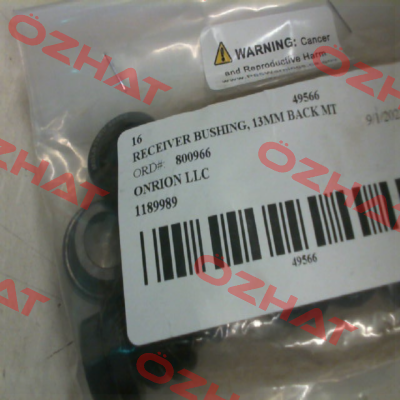 ÖZHAT
WARNING: Cancer
and Reproductive Harm
49566
16
RECEIVER BUSHING, 13MM BACK MT
ORD#: 800966
ONRION LLC
1189989
49566
ÖZHAT
ÖZHAT
ÖZHAT
ÖZHAT